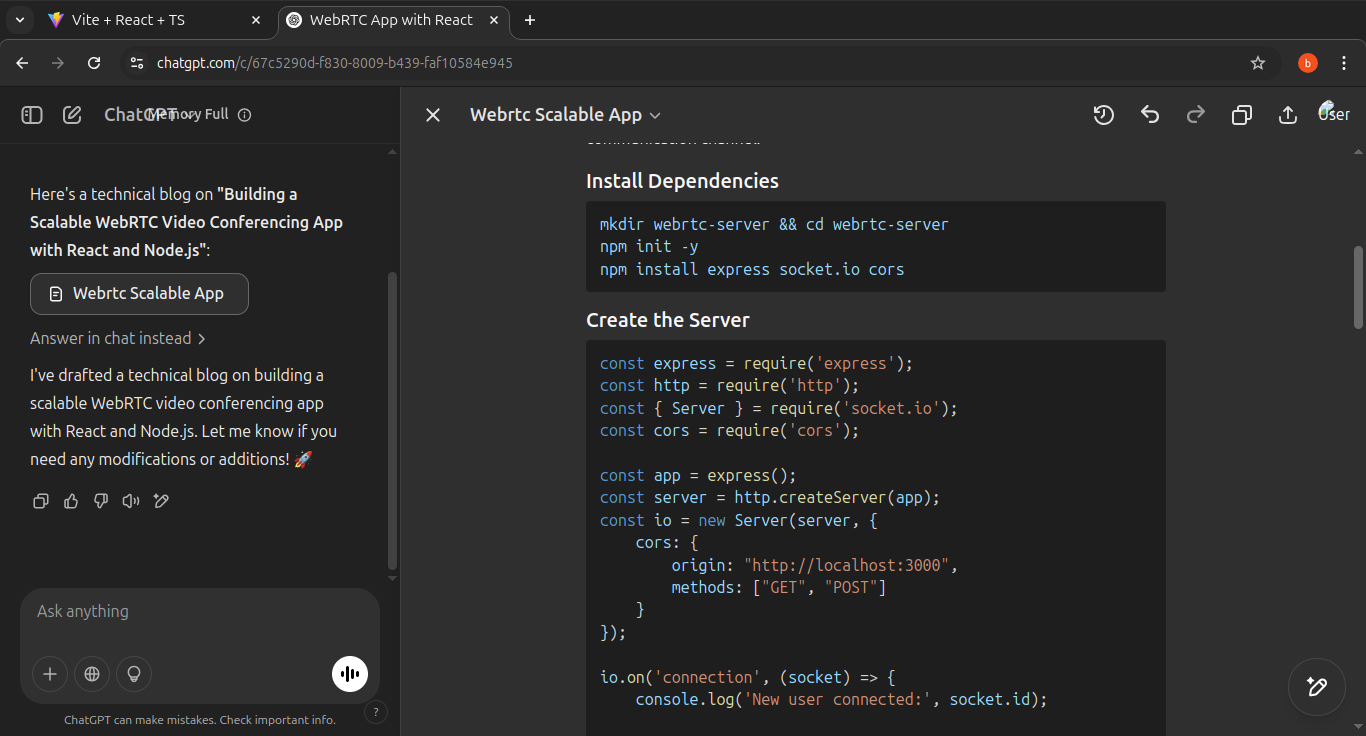 Vite + React + TS
WebRTC App with React
chatgpt.com/c/67c5290d-f830-8009-b439-faf10584e945
b
ChatGPT
Memory Full
Webrtc Scalable App
User
Here's a technical blog on "Building a
Scalable WebRTC Video Conferencing App
with React and Node.js":
Webrtc Scalable App
Answer in chat instead >
I've drafted a technical blog on building a
scalable WebRTC video conferencing app
with React and Node.js. Let me know if you
need any modifications or additions! 🚀
Ask anything
ChatGPT can make mistakes. Check important info.
?
communication channel.
Install Dependencies
mkdir webrtc-server && cd webrtc-server
npm init -y
npm install express socket.io cors
Create the Server
const express = require('express');
const http = require('http');
const { Server } = require('socket.io');
const cors = require('cors');
const app = express();
const server = http.createServer(app);
const io = new Server(server, {
    cors: {
        origin: "http://localhost:3000",
        methods: ["GET", "POST"]
    }
});
io.on('connection', (socket) => {
    console.log('New user connected:', socket.id);